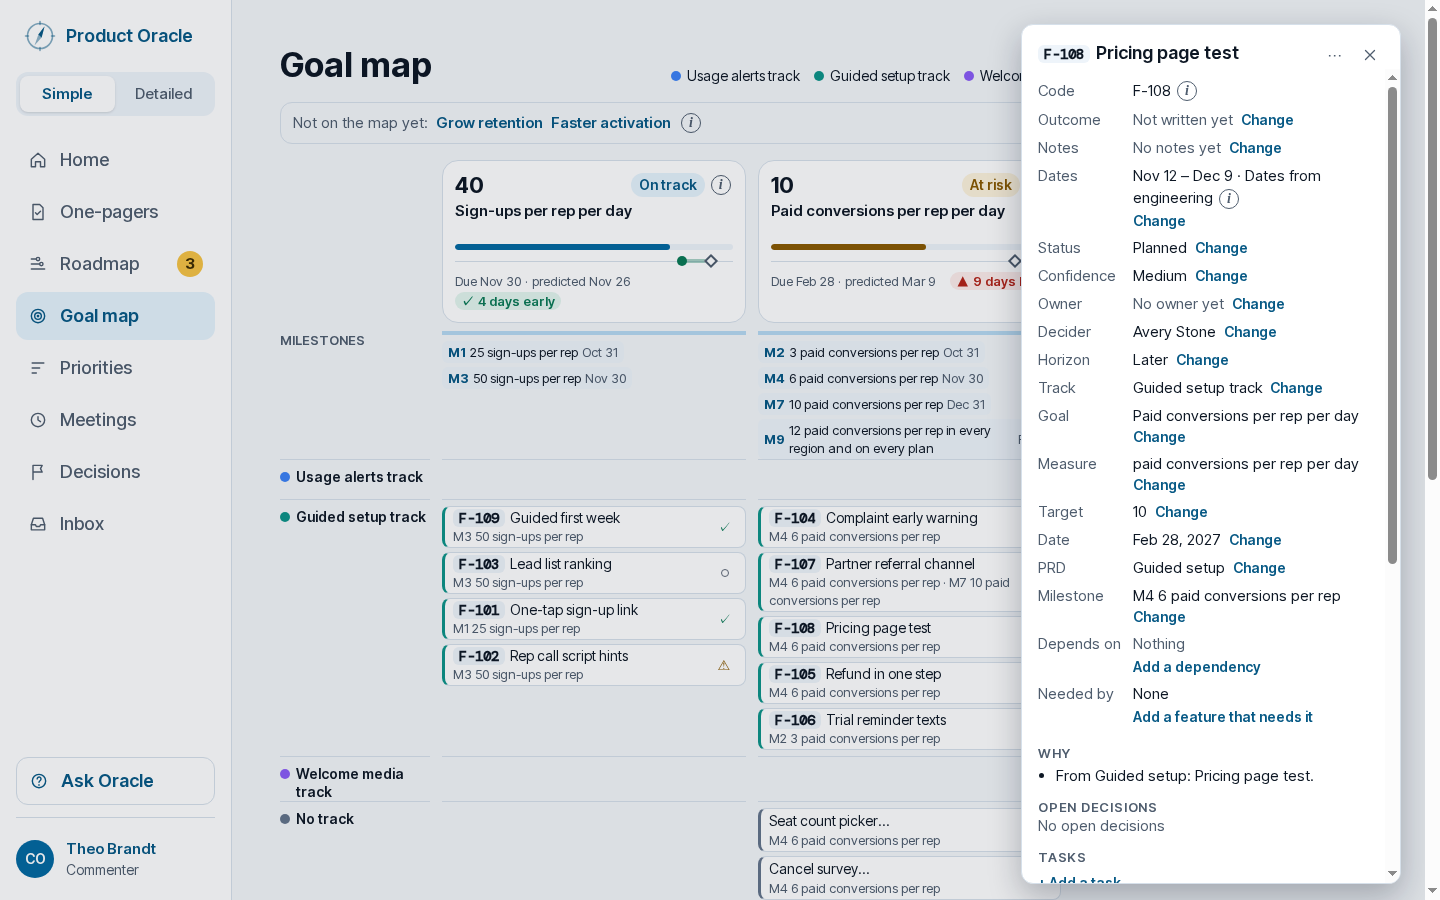 Product Oracle
Simple
Detailed
Home
One-pagers
Roadmap
3
Goal map
Priorities
Meetings
Decisions
Inbox
Ask Oracle
CO
Theo Brandt
Commenter
Goal map
Usage alerts track
Guided setup track
Not on the map yet: Grow retention Faster activation i
40
On track
i
Sign-ups per rep per day
Due Nov 30 · predicted Nov 26
✓ 4 days early
10
At risk
Paid conversions per rep per day
Due Feb 28 · predicted Mar 9
▲ 9 days
MILESTONES
M1 25 sign-ups per rep Oct 31
M3 50 sign-ups per rep Nov 30
M2 3 paid conversions per rep Oct 31
M4 6 paid conversions per rep Nov 30
M7 10 paid conversions per rep Dec 31
M9 12 paid conversions per rep in every
region and on every plan
Usage alerts track
Guided setup track
F-109 Guided first week
M3 50 sign-ups per rep
F-103 Lead list ranking
M3 50 sign-ups per rep
F-101 One-tap sign-up link
M1 25 sign-ups per rep
F-102 Rep call script hints
M3 50 sign-ups per rep
F-104 Complaint early warning
M4 6 paid conversions per rep
F-107 Partner referral channel
M4 6 paid conversions per rep · M7 10 paid
conversions per rep
F-108 Pricing page test
M4 6 paid conversions per rep
F-105 Refund in one step
M4 6 paid conversions per rep
F-106 Trial reminder texts
M2 3 paid conversions per rep
Welcome media
track
No track
Seat count picker...
M4 6 paid conversions per rep
Cancel survey...
M4 6 paid conversions per rep
F-108 Pricing page test
Code F-108 i
Outcome Not written yet Change
Notes No notes yet Change
Dates Nov 12 – Dec 9 · Dates from
engineering i
Change
Status Planned Change
Confidence Medium Change
Owner No owner yet Change
Decider Avery Stone Change
Horizon Later Change
Track Guided setup track Change
Goal Paid conversions per rep per day
Change
Measure paid conversions per rep per day
Change
Target 10 Change
Date Feb 28, 2027 Change
PRD Guided setup Change
Milestone M4 6 paid conversions per rep
Change
Depends on Nothing
Add a dependency
Needed by None
Add a feature that needs it
WHY
• From Guided setup: Pricing page test.
OPEN DECISIONS
No open decisions
TASKS
+ Add a task